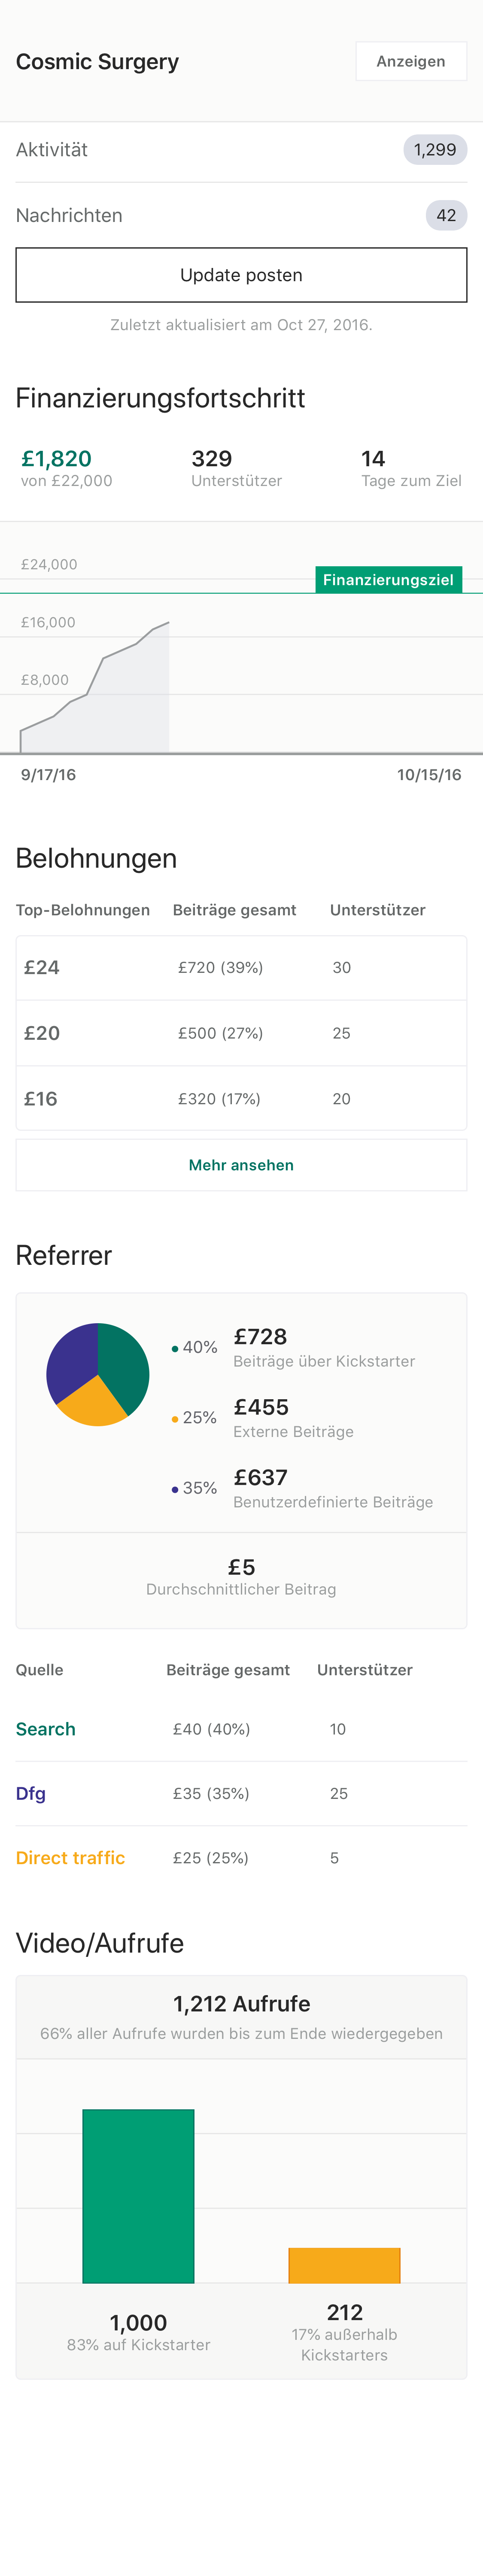 Cosmic Surgery
Anzeigen
Aktivität
1,299
Nachrichten
42
Update posten
Zuletzt aktualisiert am Oct 27, 2016.
Finanzierungsfortschritt
£1,820
329
14
von £22,000
Unterstützer
Tage zum Ziel
£24,000
Finanzierungsziel
£16,000
£8,000
9/17/16
10/15/16
Belohnungen
Top-Belohnungen Beiträge gesamt Unterstützer
£24 £720 (39%) 30
£20 £500 (27%) 25
£16 £320 (17%) 20
Mehr ansehen
Referrer
40% £728
Beiträge über Kickstarter
25% £455
Externe Beiträge
35% £637
Benutzerdefinierte Beiträge
£5
Durchschnittlicher Beitrag
Quelle Beiträge gesamt Unterstützer
Search £40 (40%) 10
Dfg £35 (35%) 25
Direct traffic £25 (25%) 5
Video/Aufrufe
1,212 Aufrufe
66% aller Aufrufe wurden bis zum Ende wiedergegeben
1,000
83% auf Kickstarter
212
17% außerhalb
Kickstarters